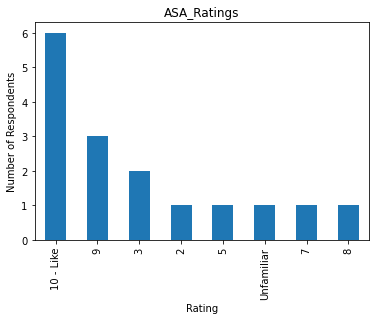 ASA_Ratings
Number of Respondents
6
5
4
3
2
1
0
10 - Like
9
3
2
5
Unfamiliar
7
8
Rating